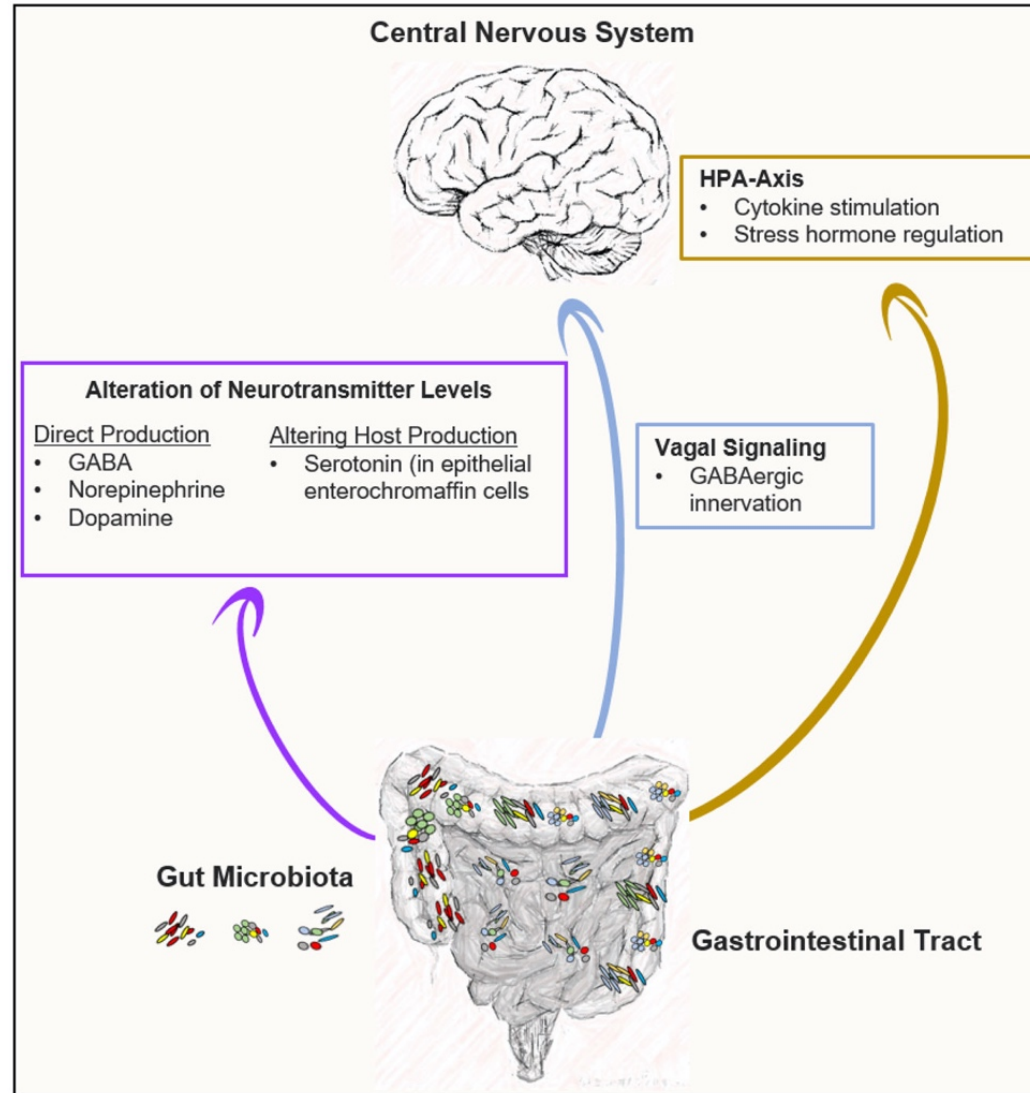 Central Nervous System
HPA-Axis
• Cytokine stimulation
• Stress hormone regulation
Alteration of Neurotransmitter Levels
Direct Production
• GABA
• Norepinephrine
• Dopamine
Altering Host Production
• Serotonin (in epithelial
enterochromaffin cells
Vagal Signaling
• GABAergic
innervation
Gut Microbiota
Gastrointestinal Tract